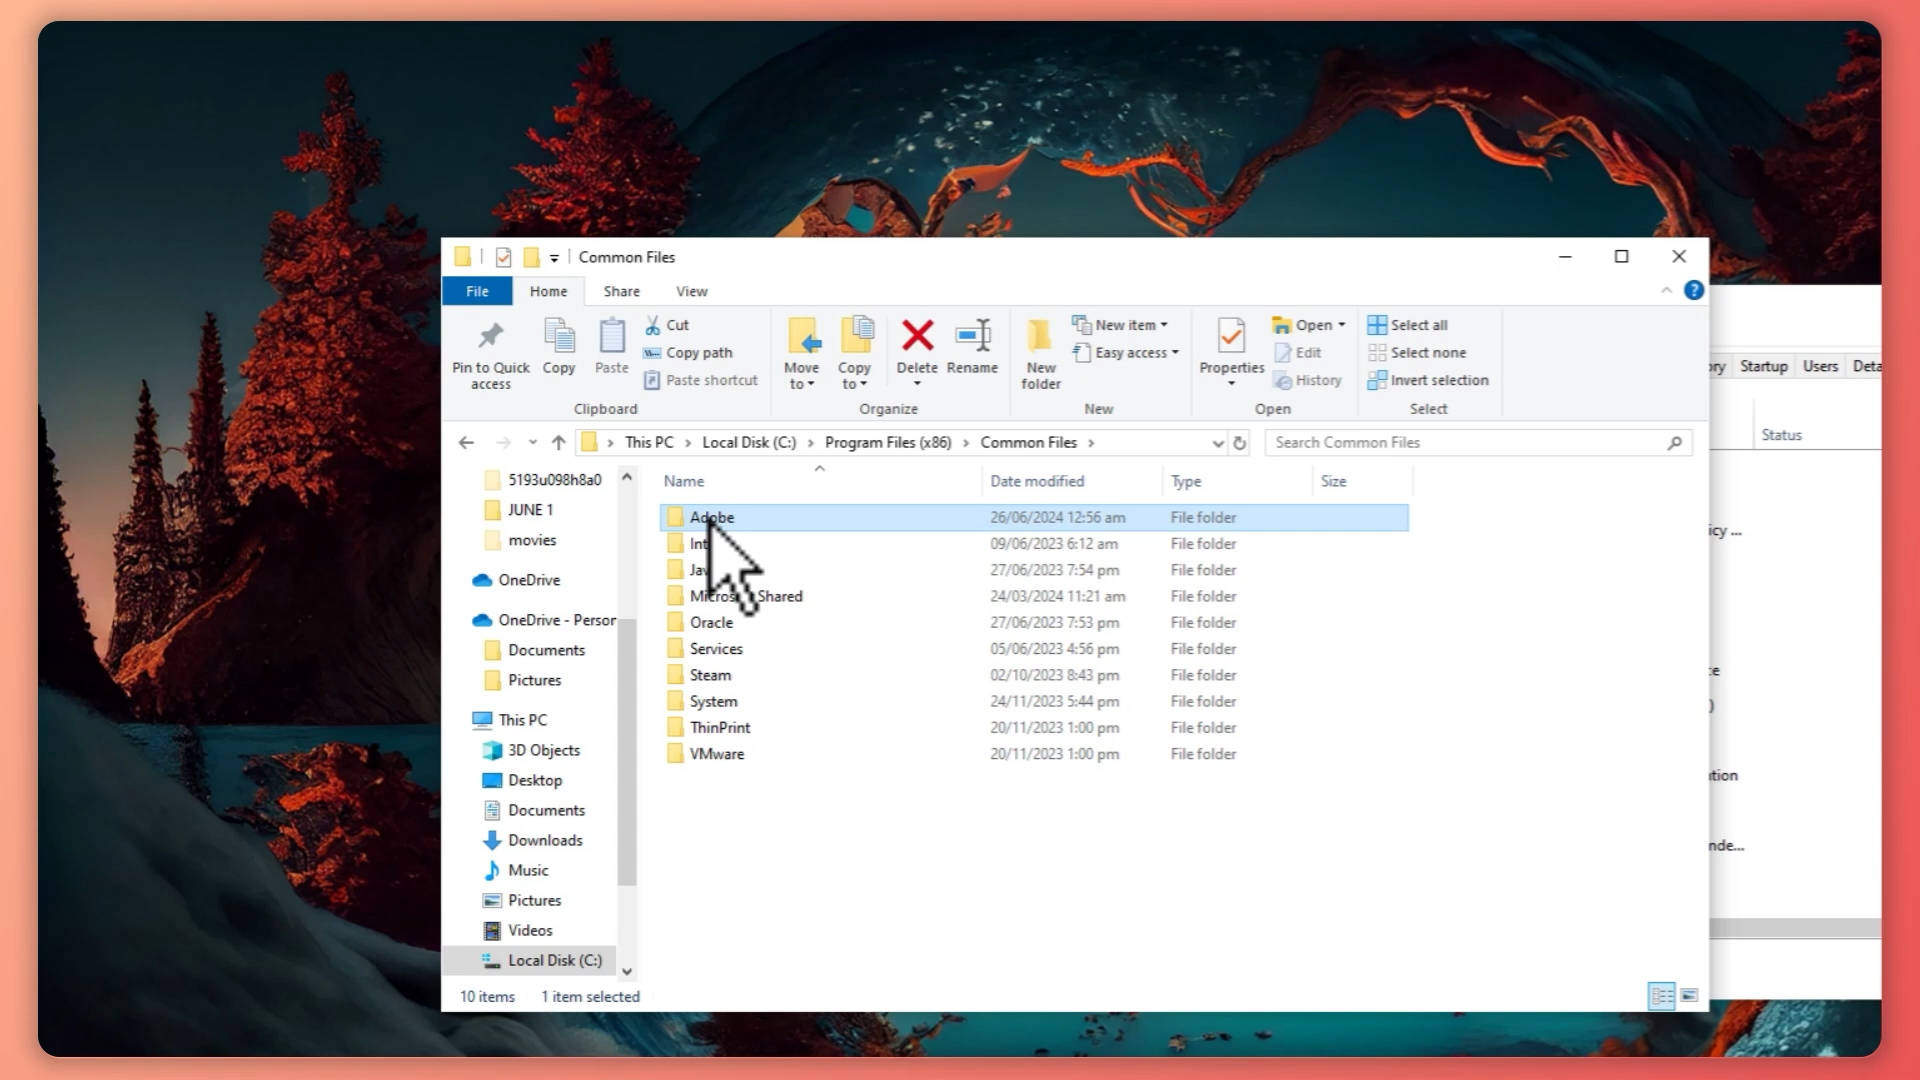 Common Files
File Home Share View
Pin to Quick access
Copy
Paste
Cut
Copy path
Paste shortcut
Clipboard
Move to
Copy to
Delete
Rename
Organize
New folder
New item
Easy access
New
Properties
Open
Edit
History
Open
Select all
Select none
Invert selection
Select
This PC Local Disk (C:) Program Files (x86) Common Files
Search Common Files
5193u098h8a0
JUNE 1
movies
OneDrive
OneDrive - Person
Documents
Pictures
This PC
3D Objects
Desktop
Documents
Downloads
Music
Pictures
Videos
Local Disk (C:)
Name Date modified Type Size
Adobe 26/06/2024 12:56 am File folder
Int 09/06/2023 6:12 am File folder
Jav 27/06/2023 7:54 pm File folder
Micros Shared 24/03/2024 11:21 am File folder
Oracle 27/06/2023 7:53 pm File folder
Services 05/06/2023 4:56 pm File folder
Steam 02/10/2023 8:43 pm File folder
System 24/11/2023 5:44 pm File folder
ThinPrint 20/11/2023 1:00 pm File folder
VMware 20/11/2023 1:00 pm File folder
10 items 1 item selected
ory Startup Users Deta
Status
icy ...
ce
)
ition
nde...